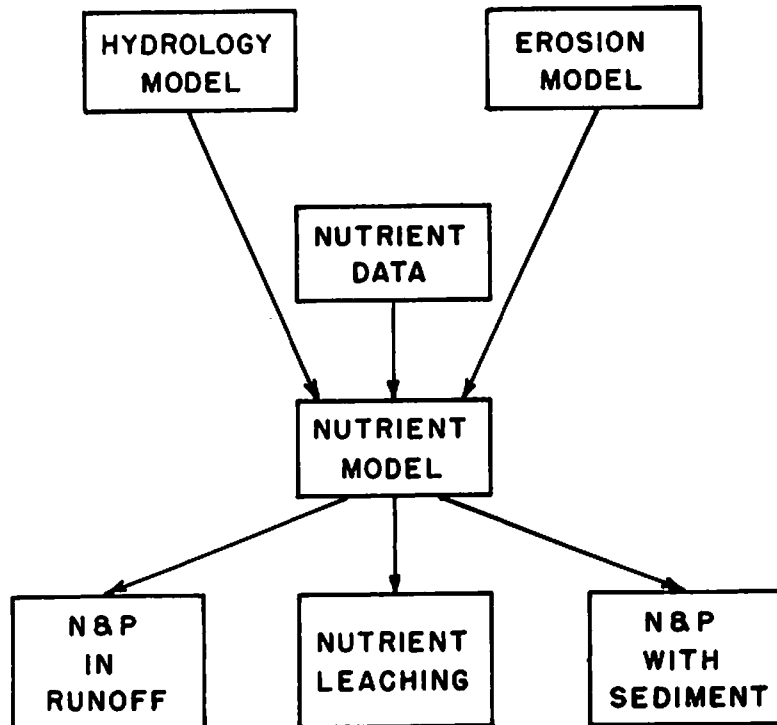 HYDROLOGY
MODEL
EROSION
MODEL
NUTRIENT
DATA
NUTRIENT
MODEL
N&P
IN
RUNOFF
NUTRIENT
LEACHING
N&P
WITH
SEDIMENT